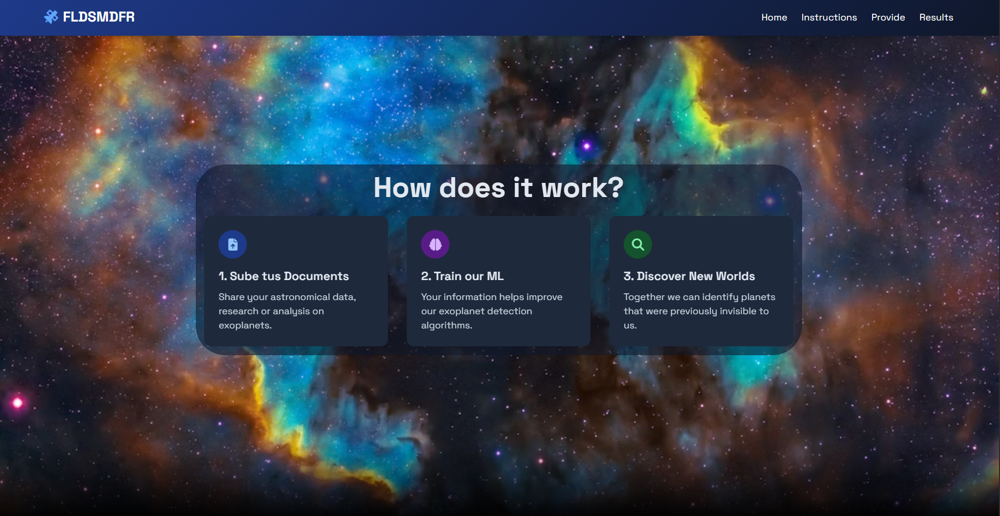 FLDSMDFR
Home Instructions Provide Results
How does it work?
1. Sube tus Documents
Share your astronomical data,
research or analysis on
exoplanets.
2. Train our ML
Your information helps improve
our exoplanet detection
algorithms.
3. Discover New Worlds
Together we can identify planets
that were previously invisible to
us.